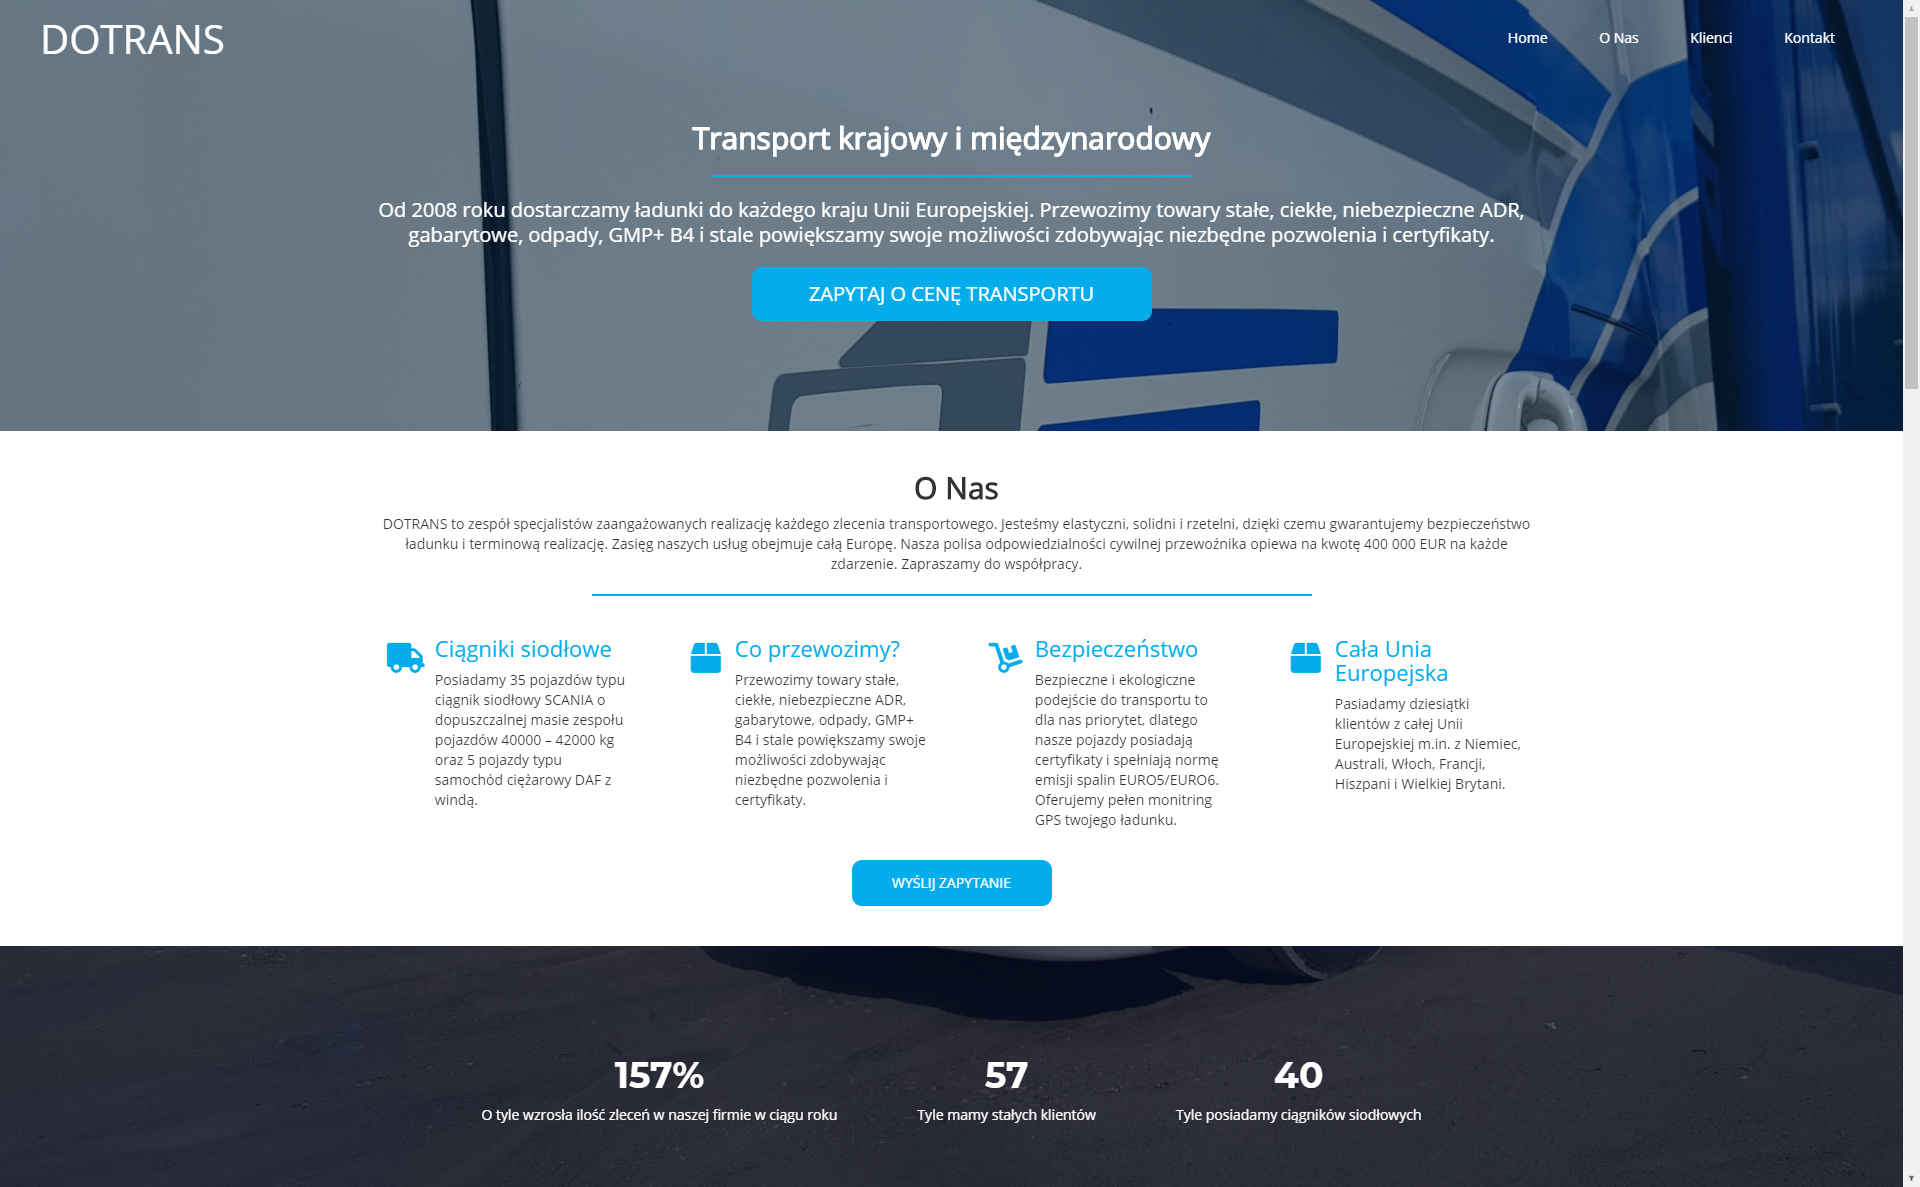 DOTRANS
Home
O Nas
Klienci
Kontakt
Transport krajowy i międzynarodowy
Od 2008 roku dostarczamy ładunki do każdego kraju Unii Europejskiej. Przewozimy towary stałe, ciekłe, niebezpieczne ADR,
gabarytowe, odpady, GMP+ B4 i stale powiększamy swoje możliwości zdobywając niezbędne pozwolenia i certyfikaty.
ZAPYTAJ O CENĘ TRANSPORTU
O Nas
DOTRANS to zespół specjalistów zaangażowanych realizację każdego zlecenia transportowego. Jesteśmy elastyczni, solidni i rzetelni, dzięki czemu gwarantujemy bezpieczeństwo
ładunku i terminową realizację. Zasięg naszych usług obejmuje całą Europę. Nasza polisa odpowiedzialności cywilnej przewoźnika opiewa na kwotę 400 000 EUR na każde
zdarzenie. Zapraszamy do współpracy.
Ciągniki siodłowe
Posiadamy 35 pojazdów typu
ciągnik siodłowy SCANIA o
dopuszczalnej masie zespołu
pojazdów 40000 – 42000 kg
oraz 5 pojazdy typu
samochód ciężarowy DAF z
windą.
Co przewozimy?
Przewozimy towary stałe,
ciekłe, niebezpieczne ADR,
gabarytowe, odpady, GMP+
B4 i stale powiększamy swoje
możliwości zdobywając
niezbędne pozwolenia i
certyfikaty.
Bezpieczeństwo
Bezpieczne i ekologiczne
podejście do transportu to
dla nas priorytet, dlatego
nasze pojazdy posiadają
certyfikaty i spełniają normę
emisji spalin EURO5/EURO6.
Oferujemy pełen monitring
GPS twojego ładunku.
Cała Unia
Europejska
Pasiadamy dziesiątki
klientów z całej Unii
Europejskiej m.in. z Niemiec,
Australi, Włoch, Francji,
Hiszpani i Wielkiej Brytani.
WYŚLIJ ZAPYTANIE
157%
O tyle wzrosła ilość zleceń w naszej firmie w ciągu roku
57
Tyle mamy stałych klientów
40
Tyle posiadamy ciągników siodłowych